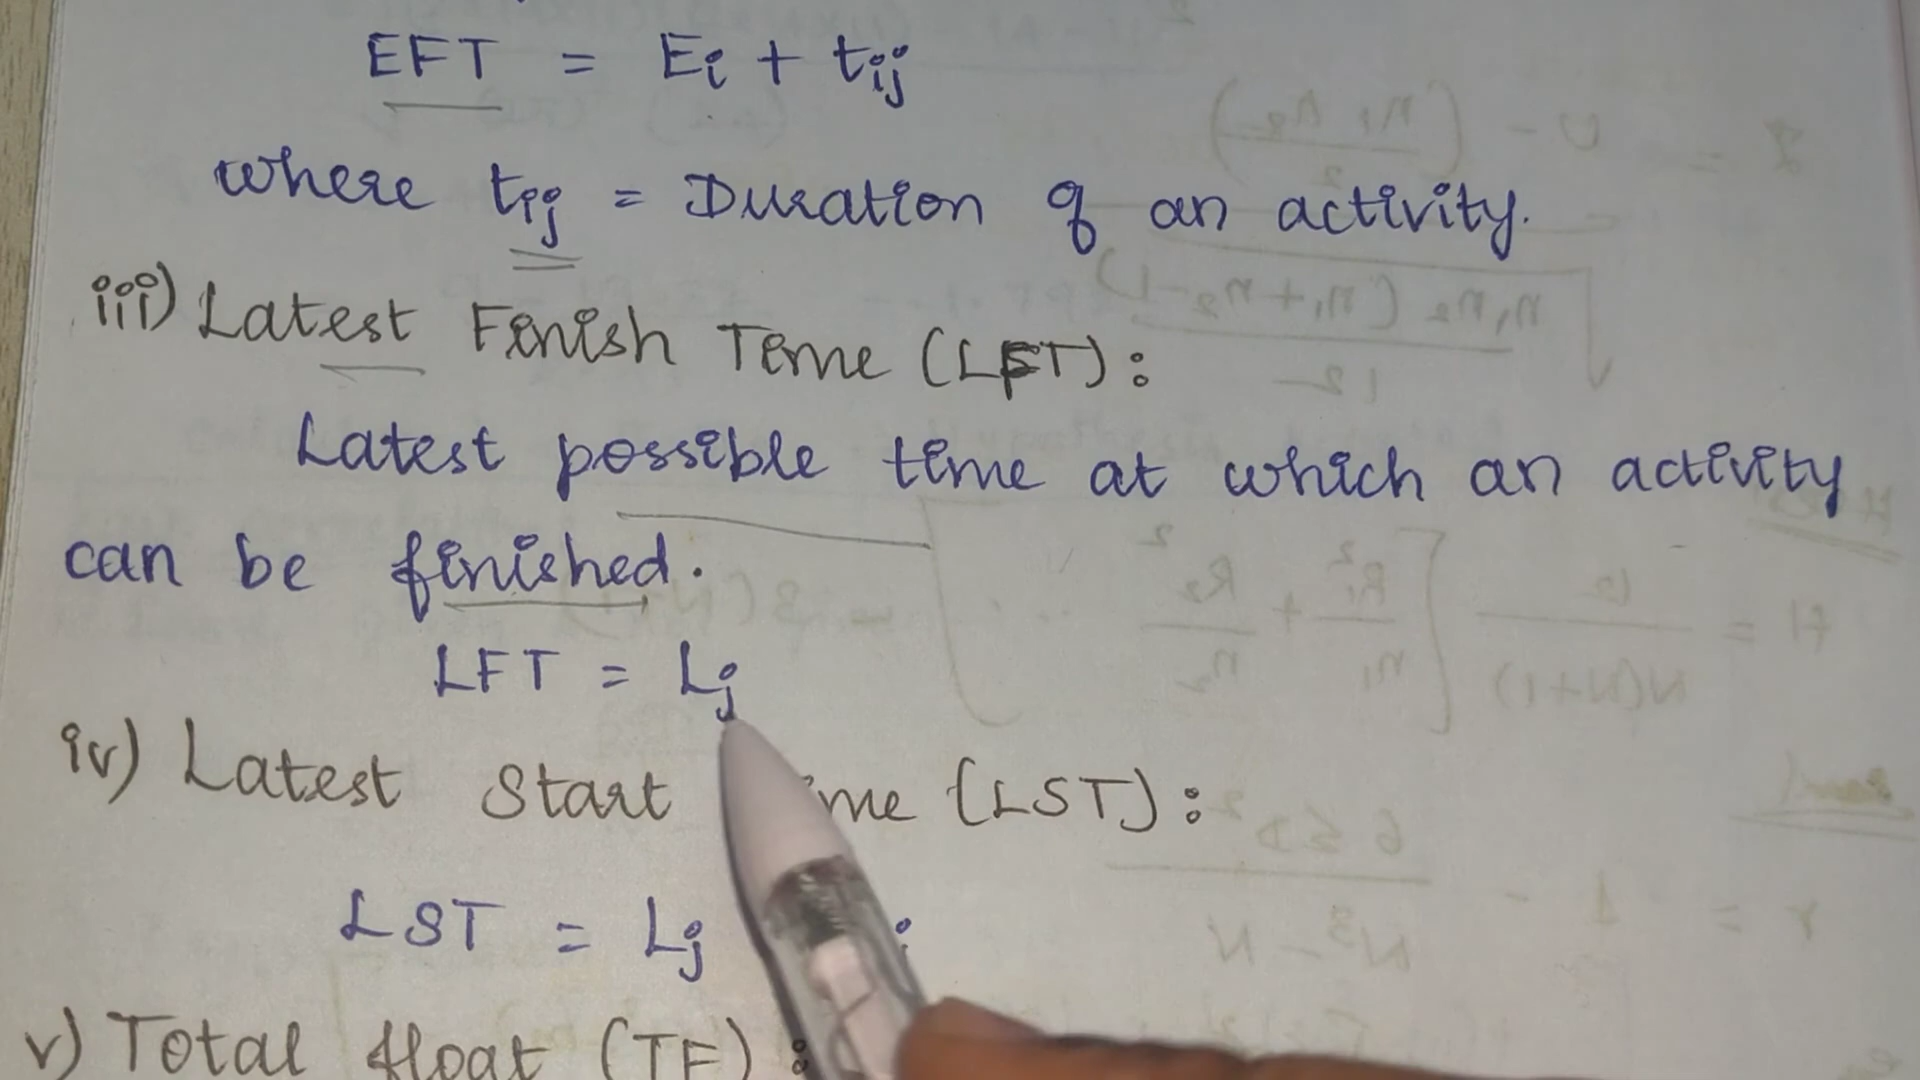 EFT = Ei + tij
where tij = Duration of an activity.
iii) Latest Finish Time (LFT):
Latest possible time at which an activity
can be finished.
LFT = Lj
iv) Latest Start me (LST):
LST = Lj
v) Total float (TF):